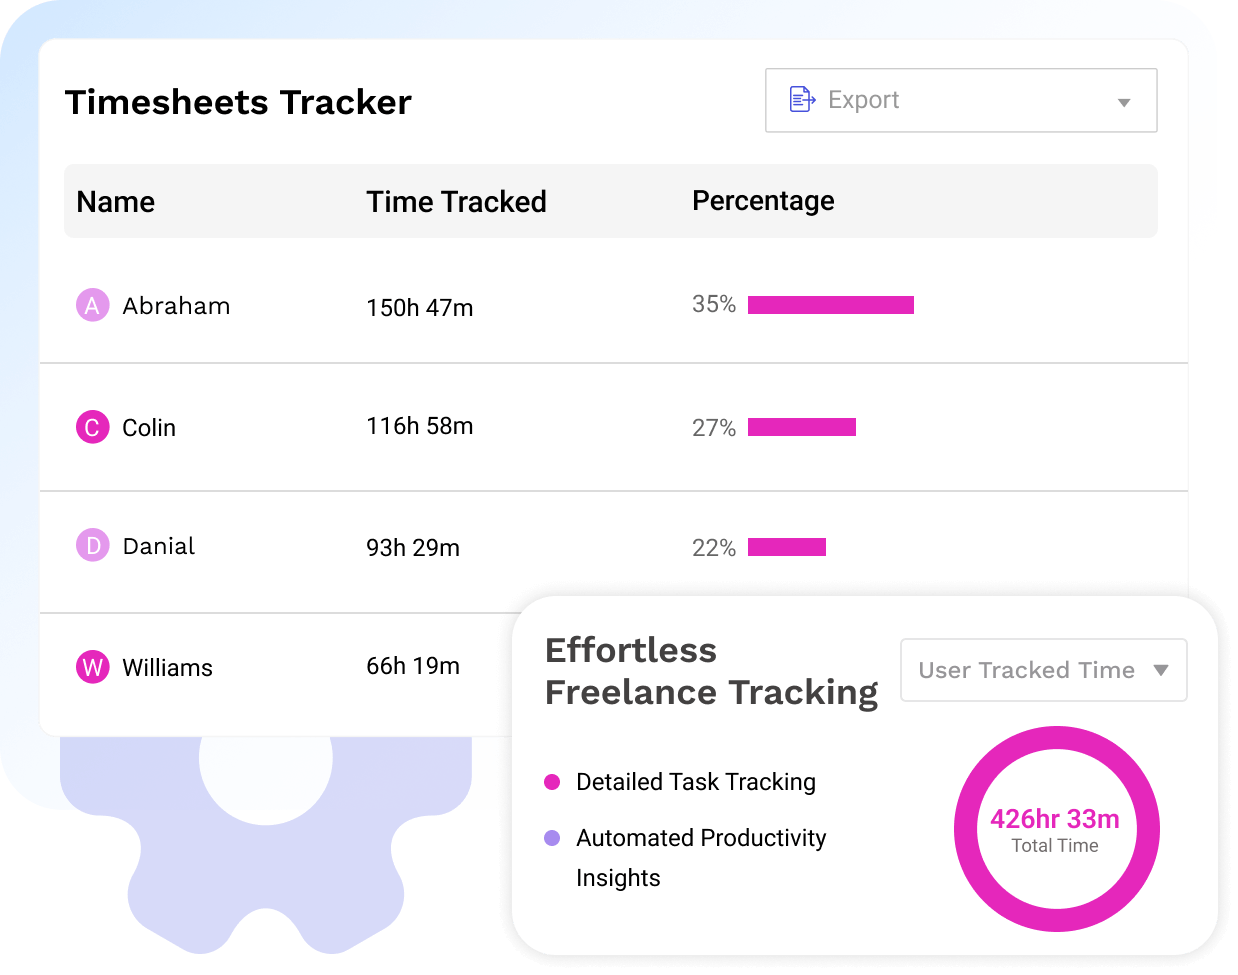 Timesheets Tracker
Export
Name Time Tracked Percentage
A Abraham 150h 47m 35%
C Colin 116h 58m 27%
D Danial 93h 29m 22%
W Williams 66h 19m
Effortless
Freelance Tracking
User Tracked Time
Detailed Task Tracking
Automated Productivity
Insights
426hr 33m
Total Time